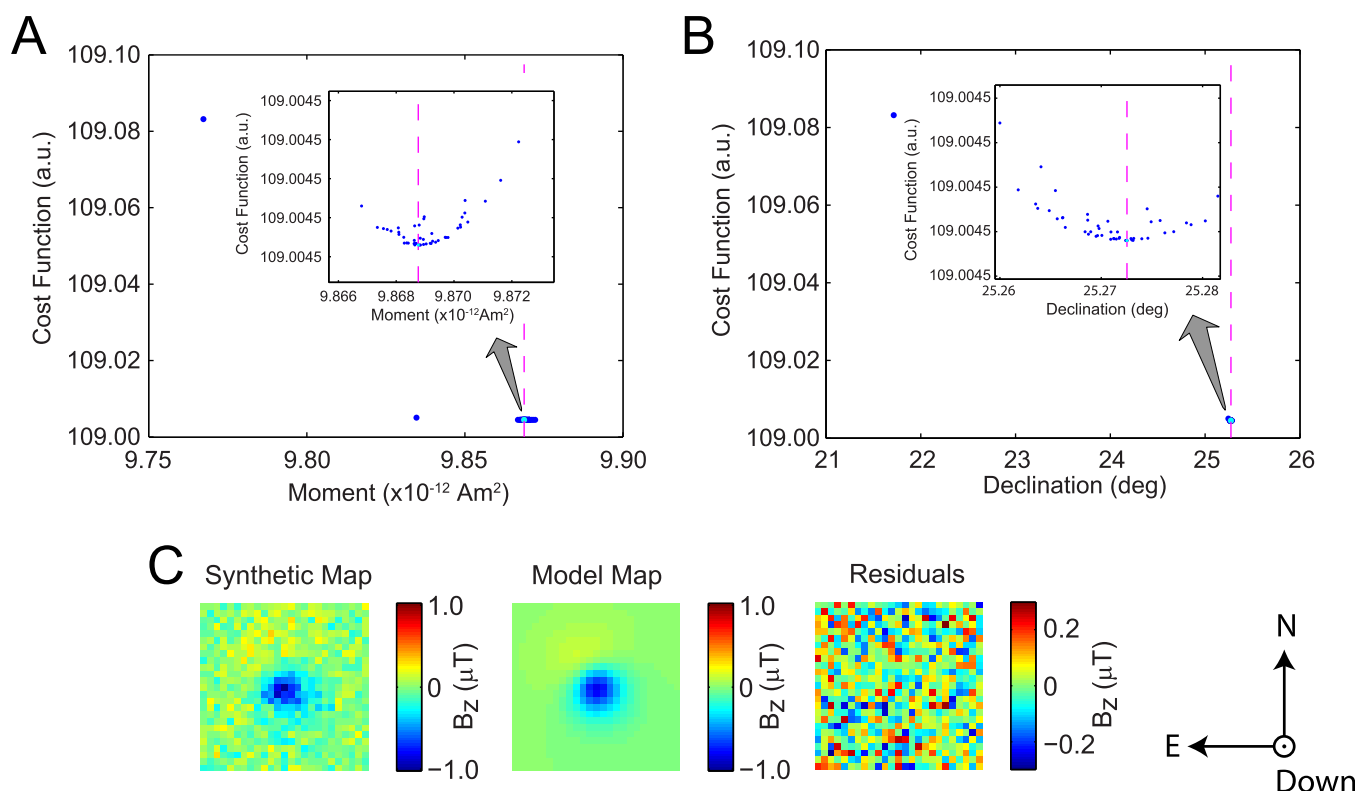 A
109.10
109.08
109.06
109.04
109.02
109.00
Cost Function (a.u.)
9.75
9.80
9.85
9.90
Moment (x10⁻¹² Am²)
109.0045
109.0045
109.0045
109.0045
109.0045
Cost Function (a.u.)
9.866
9.868
9.870
9.872
Moment (x10⁻¹²Am²)
B
109.10
109.08
109.06
109.04
109.02
109.00
Cost Function (a.u.)
21
22
23
24
25
26
Declination (deg)
109.0045
109.0045
109.0045
109.0045
109.0045
Cost Function (a.u.)
25.26
25.27
25.28
Declination (deg)
C
Synthetic Map
1.0
0
−1.0
B_Z (μT)
Model Map
1.0
0
−1.0
B_Z (μT)
Residuals
0.2
0
−0.2
B_Z (μT)
N
E
Down